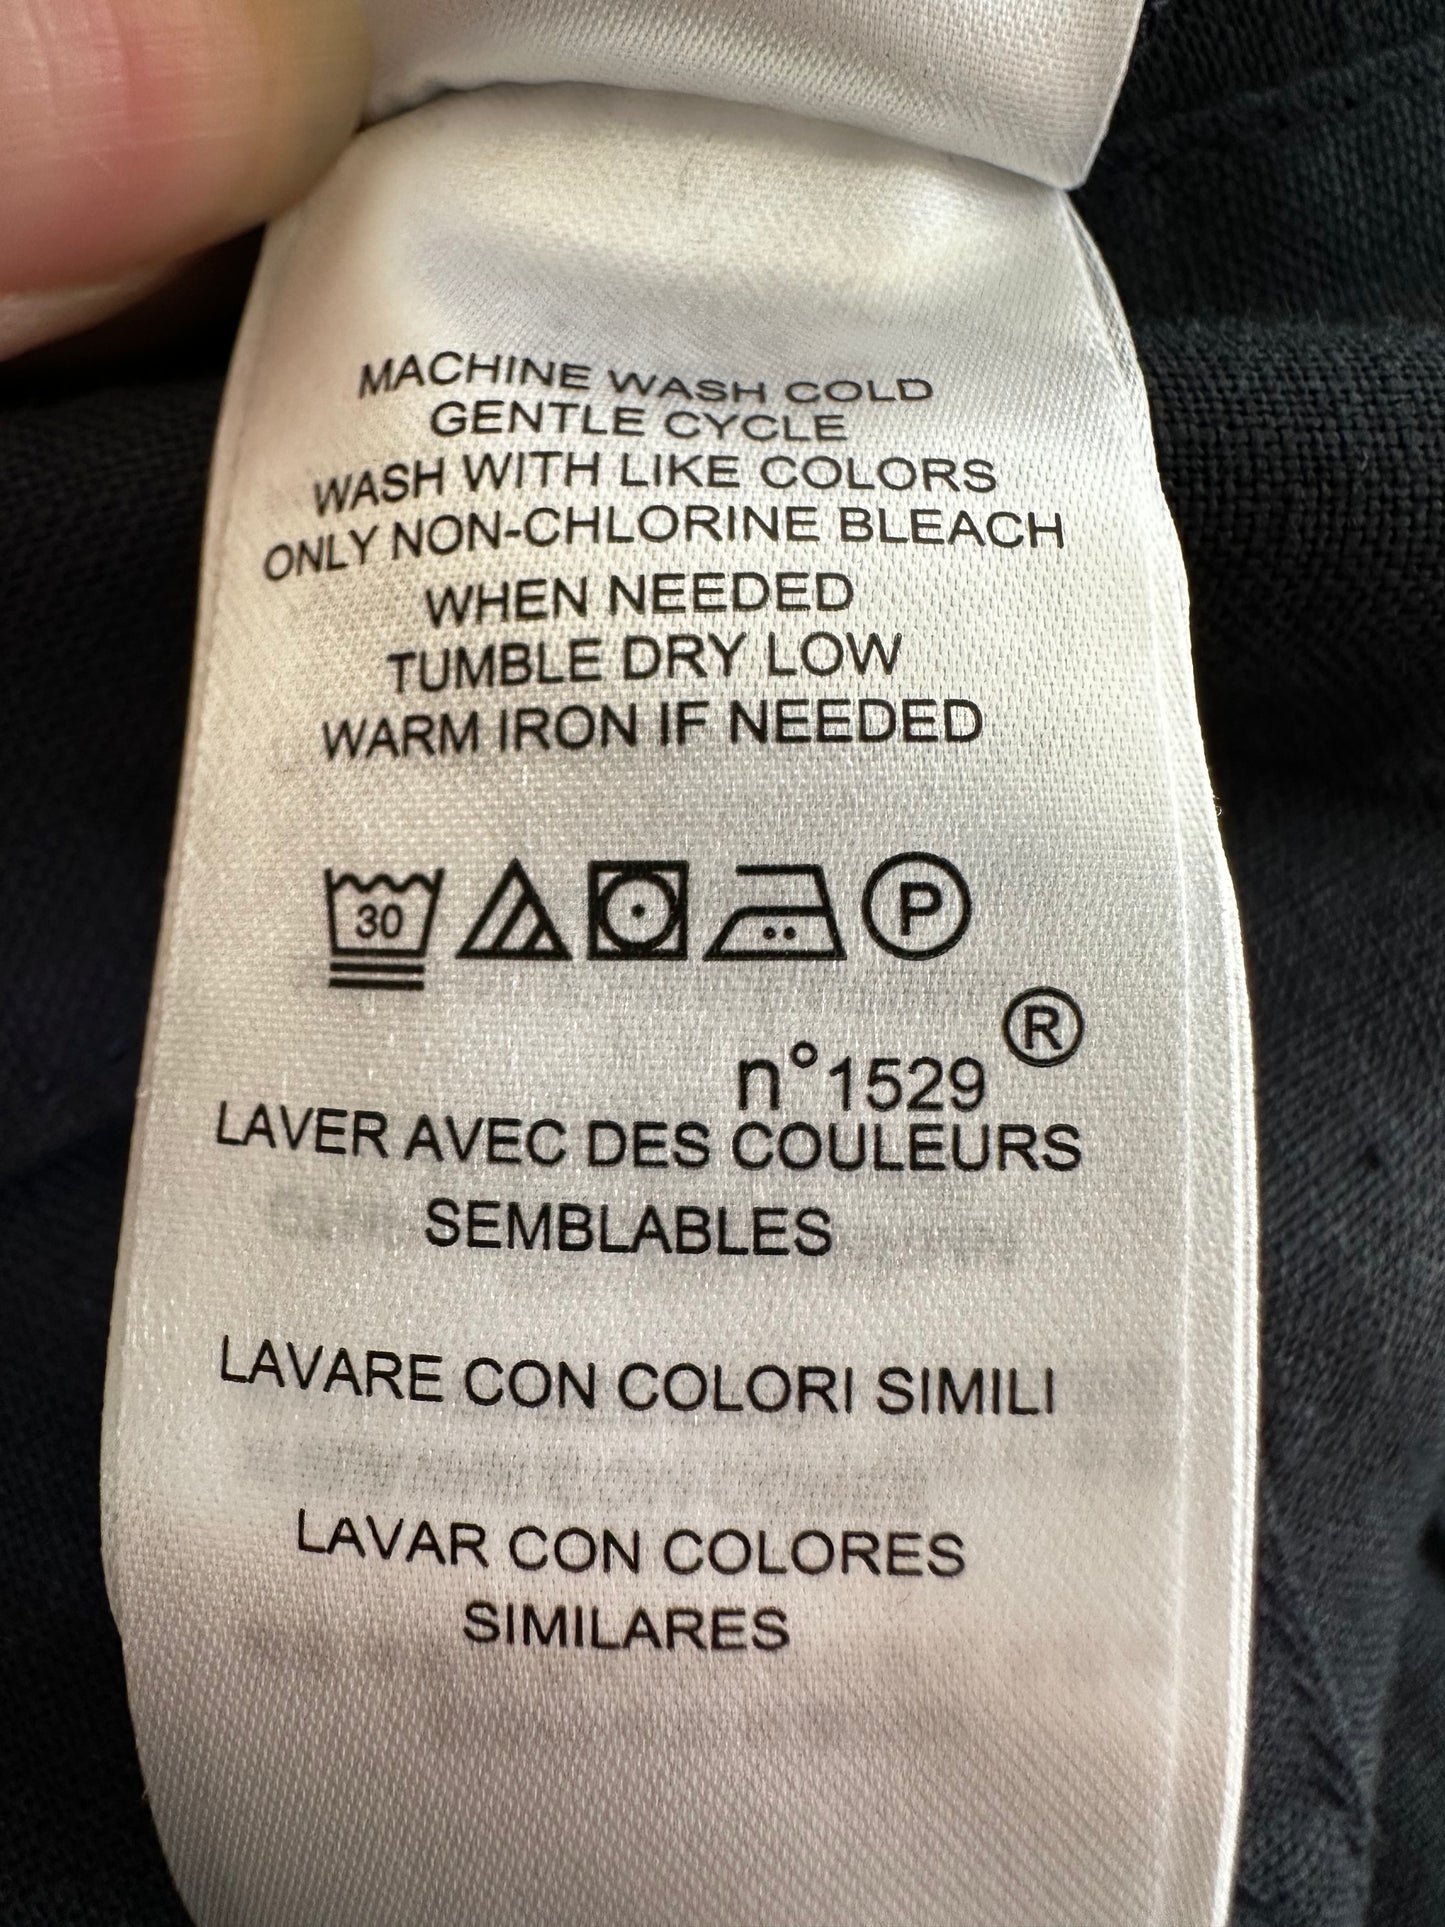 MACHINE WASH COLD
GENTLE CYCLE
WASH WITH LIKE COLORS
ONLY NON-CHLORINE BLEACH
WHEN NEEDED
TUMBLE DRY LOW
WARM IRON IF NEEDED
30 P
n°1529 ®
LAVER AVEC DES COULEURS
SEMBLABLES
LAVARE CON COLORI SIMILI
LAVAR CON COLORES
SIMILARES